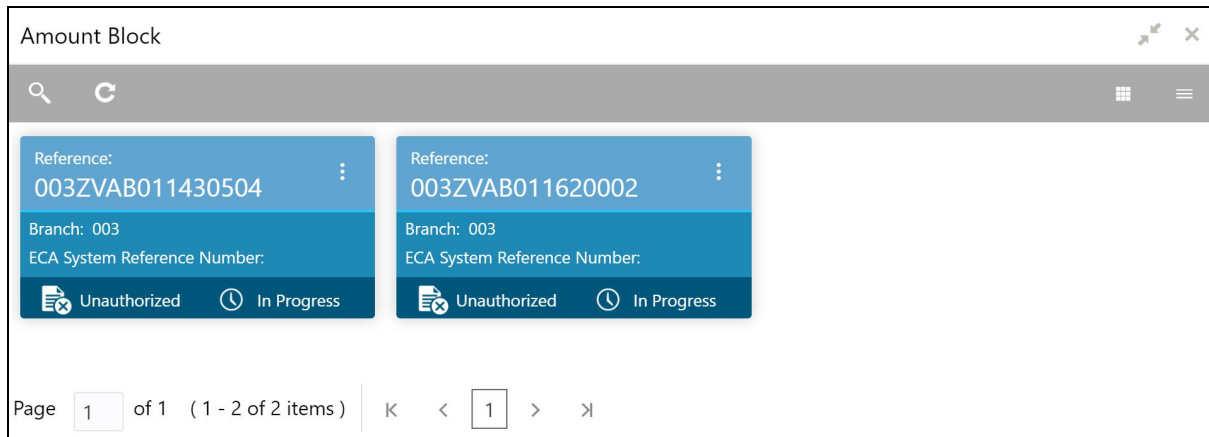 Amount Block
Reference:
003ZVAB011430504
Branch: 003
ECA System Reference Number:
Unauthorized In Progress
Reference:
003ZVAB011620002
Branch: 003
ECA System Reference Number:
Unauthorized In Progress
Page 1 of 1 ( 1 - 2 of 2 items ) 1